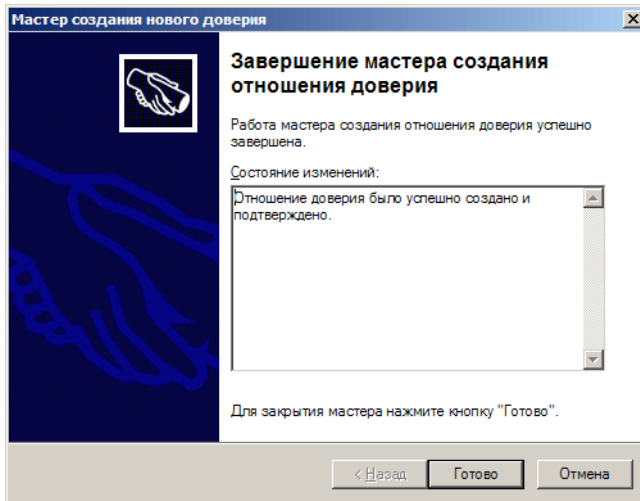 Мастер создания нового доверия
Завершение мастера создания
отношения доверия
Работа мастера создания отношения доверия успешно
завершена.
Состояние изменений:
Отношение доверия было успешно создано и
подтверждено.
Для закрытия мастера нажмите кнопку "Готово".
< Назад
Готово
Отмена